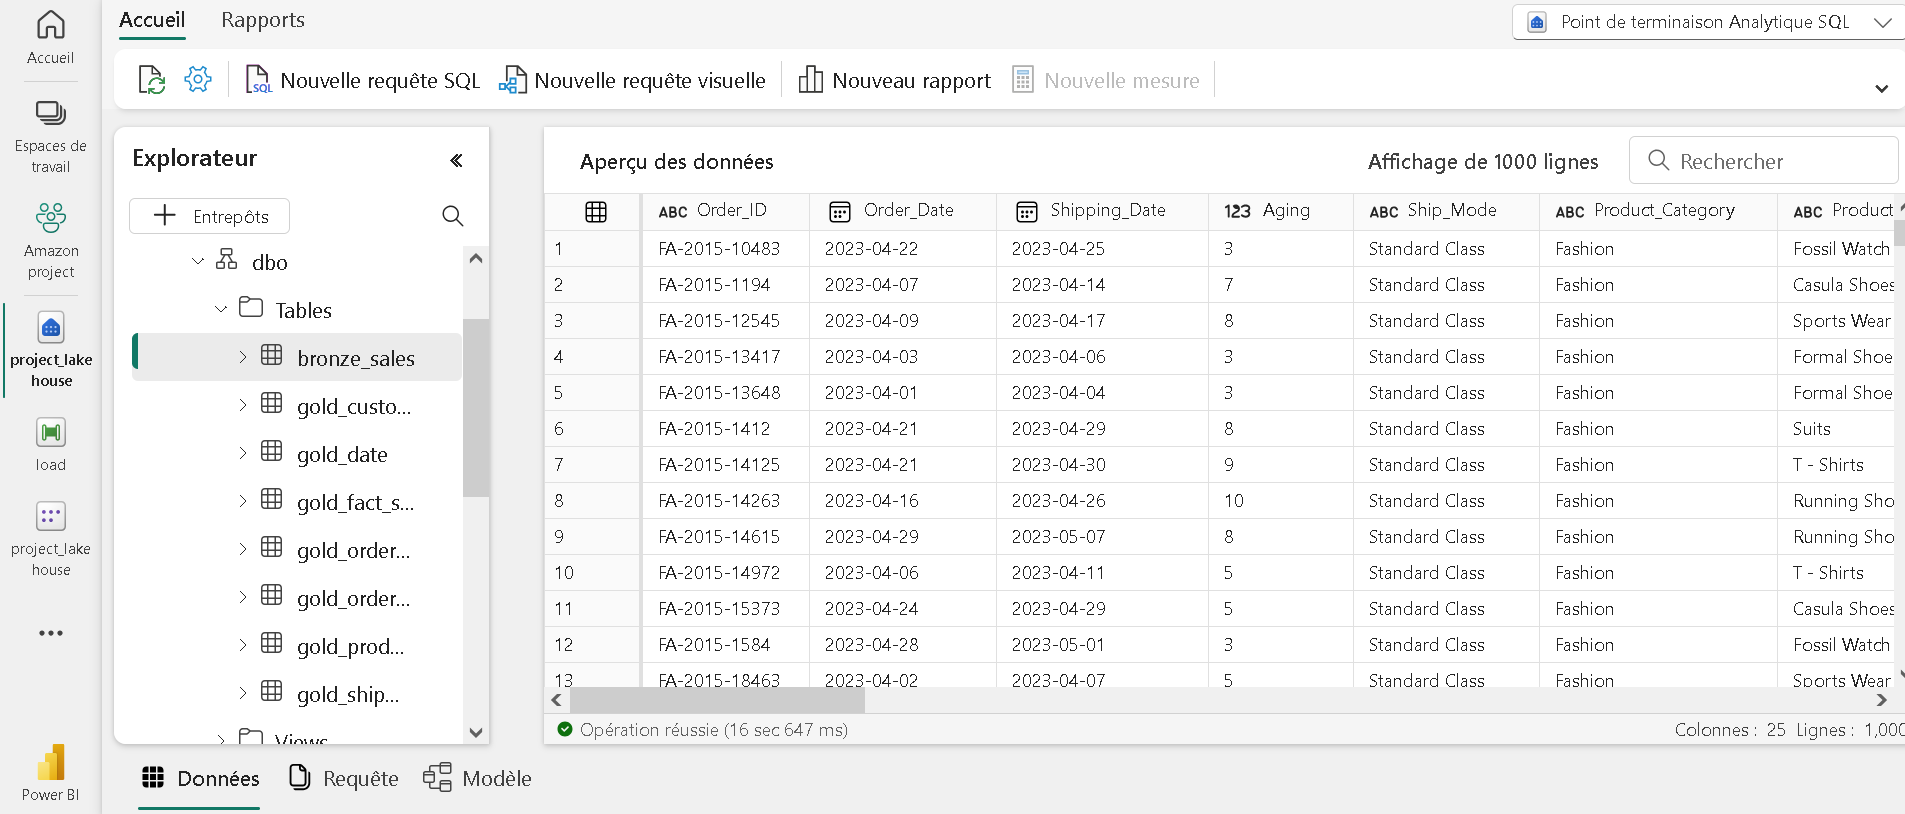 Accueil
Espaces de
travail
Amazon
project
project_lake
house
load
project_lake
house
Power BI
Accueil Rapports
Point de terminaison Analytique SQL
Nouvelle requête SQL Nouvelle requête visuelle Nouveau rapport Nouvelle mesure
Explorateur
Entrepôts
dbo
Tables
bronze_sales
gold_custo...
gold_date
gold_fact_s...
gold_order...
gold_order...
gold_prod...
gold_ship...
Views
Aperçu des données Affichage de 1000 lignes Rechercher
ABC Order_ID Order_Date Shipping_Date 123 Aging ABC Ship_Mode ABC Product_Category ABC Product
1 FA-2015-10483 2023-04-22 2023-04-25 3 Standard Class Fashion Fossil Watch
2 FA-2015-1194 2023-04-07 2023-04-14 7 Standard Class Fashion Casula Shoes
3 FA-2015-12545 2023-04-09 2023-04-17 8 Standard Class Fashion Sports Wear
4 FA-2015-13417 2023-04-03 2023-04-06 3 Standard Class Fashion Formal Shoe
5 FA-2015-13648 2023-04-01 2023-04-04 3 Standard Class Fashion Formal Shoe
6 FA-2015-1412 2023-04-21 2023-04-29 8 Standard Class Fashion Suits
7 FA-2015-14125 2023-04-21 2023-04-30 9 Standard Class Fashion T - Shirts
8 FA-2015-14263 2023-04-16 2023-04-26 10 Standard Class Fashion Running Sho
9 FA-2015-14615 2023-04-29 2023-05-07 8 Standard Class Fashion Running Sho
10 FA-2015-14972 2023-04-06 2023-04-11 5 Standard Class Fashion T - Shirts
11 FA-2015-15373 2023-04-24 2023-04-29 5 Standard Class Fashion Casula Shoes
12 FA-2015-1584 2023-04-28 2023-05-01 3 Standard Class Fashion Fossil Watch
13 FA-2015-18463 2023-04-02 2023-04-07 5 Standard Class Fashion Sports Wear
Opération réussie (16 sec 647 ms) Colonnes : 25 Lignes : 1,000
Données Requête Modèle